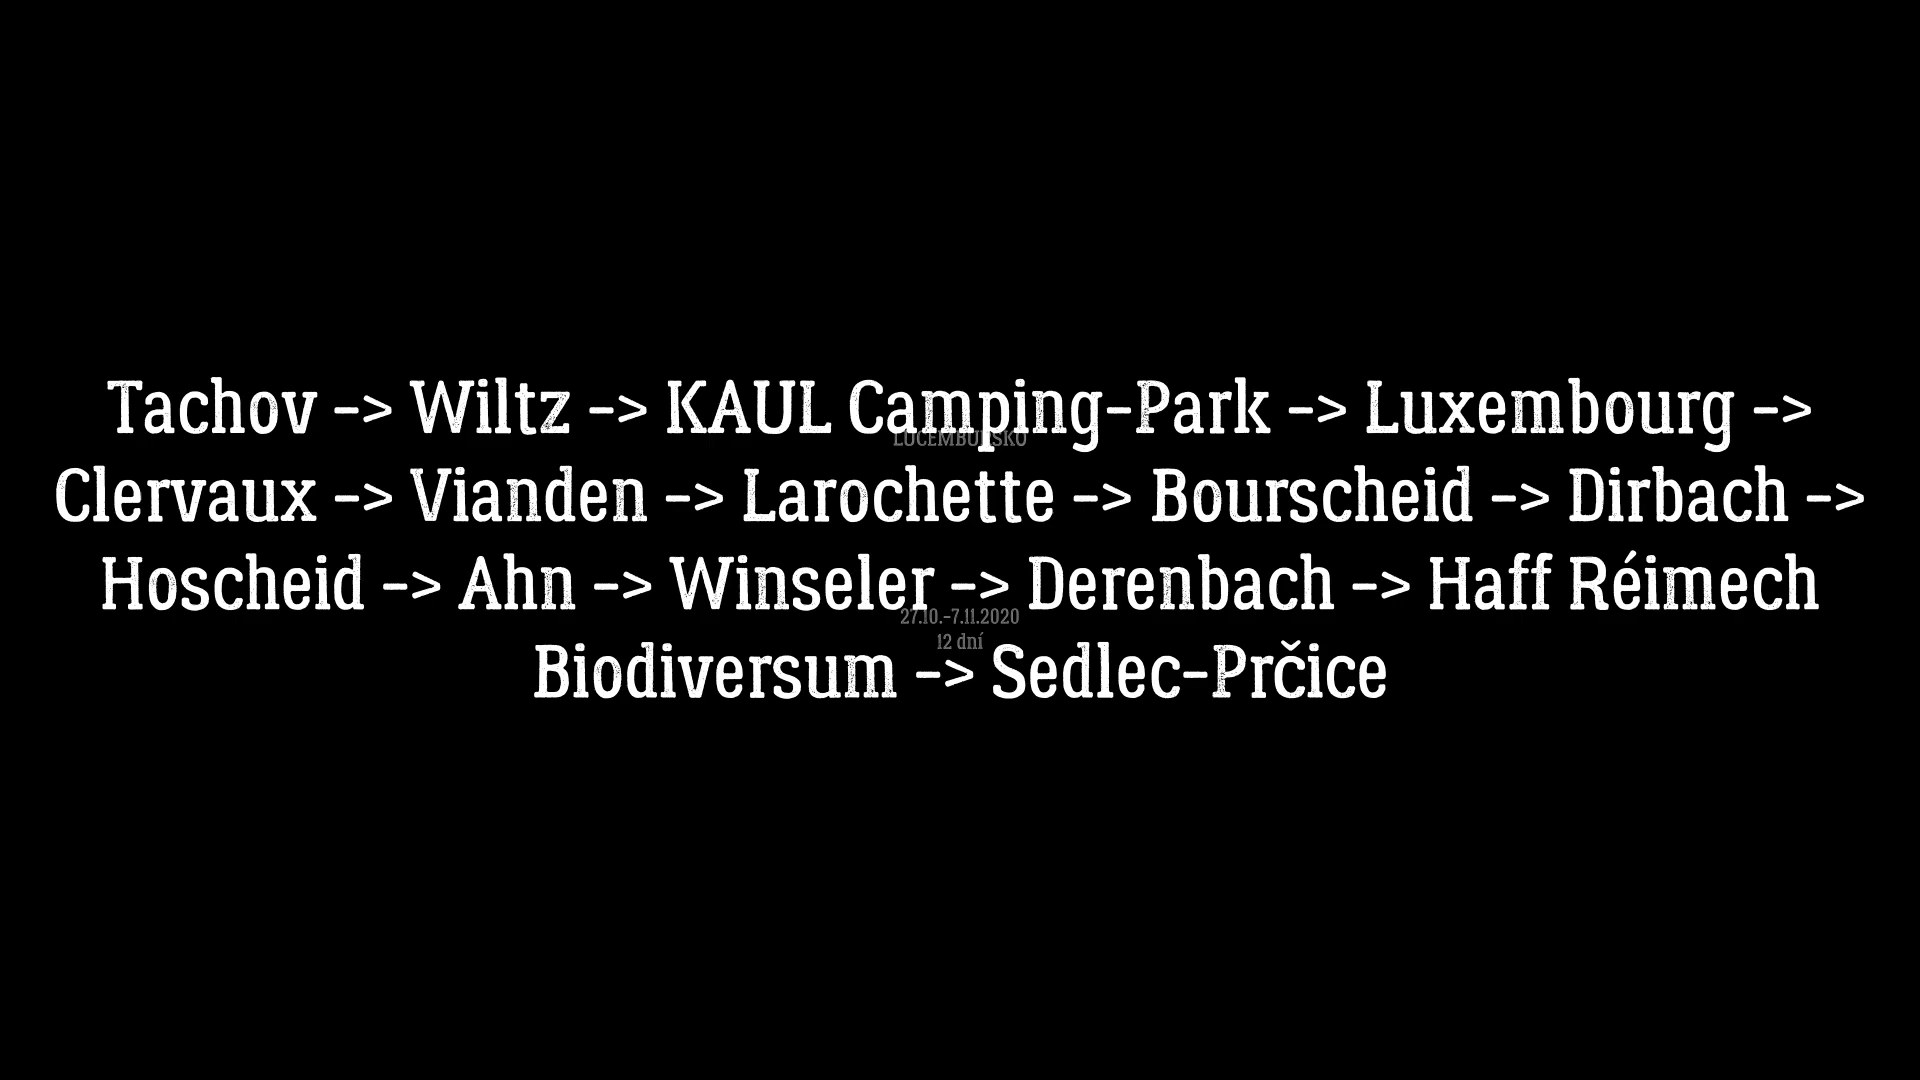 Tachov -> Wiltz -> KAUL Camping-Park -> Luxembourg ->
LUCEMBURSKO
Clervaux -> Vianden -> Larochette -> Bourscheid -> Dirbach ->
Hoscheid -> Ahn -> Winseler -> Derenbach -> Haff Réimech
27.10.-7.11.2020
12 dní
Biodiversum -> Sedlec-Prčice